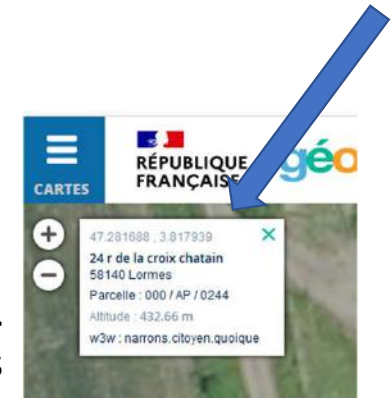 CARTES
RÉPUBLIQUE
FRANÇAISE
géo
47.281688 , 3.817939
24 r de la croix chatain
58140 Lormes
Parcelle : 000 / AP / 0244
Altitude : 432.66 m
w3w : narrons.citoyen.quoique